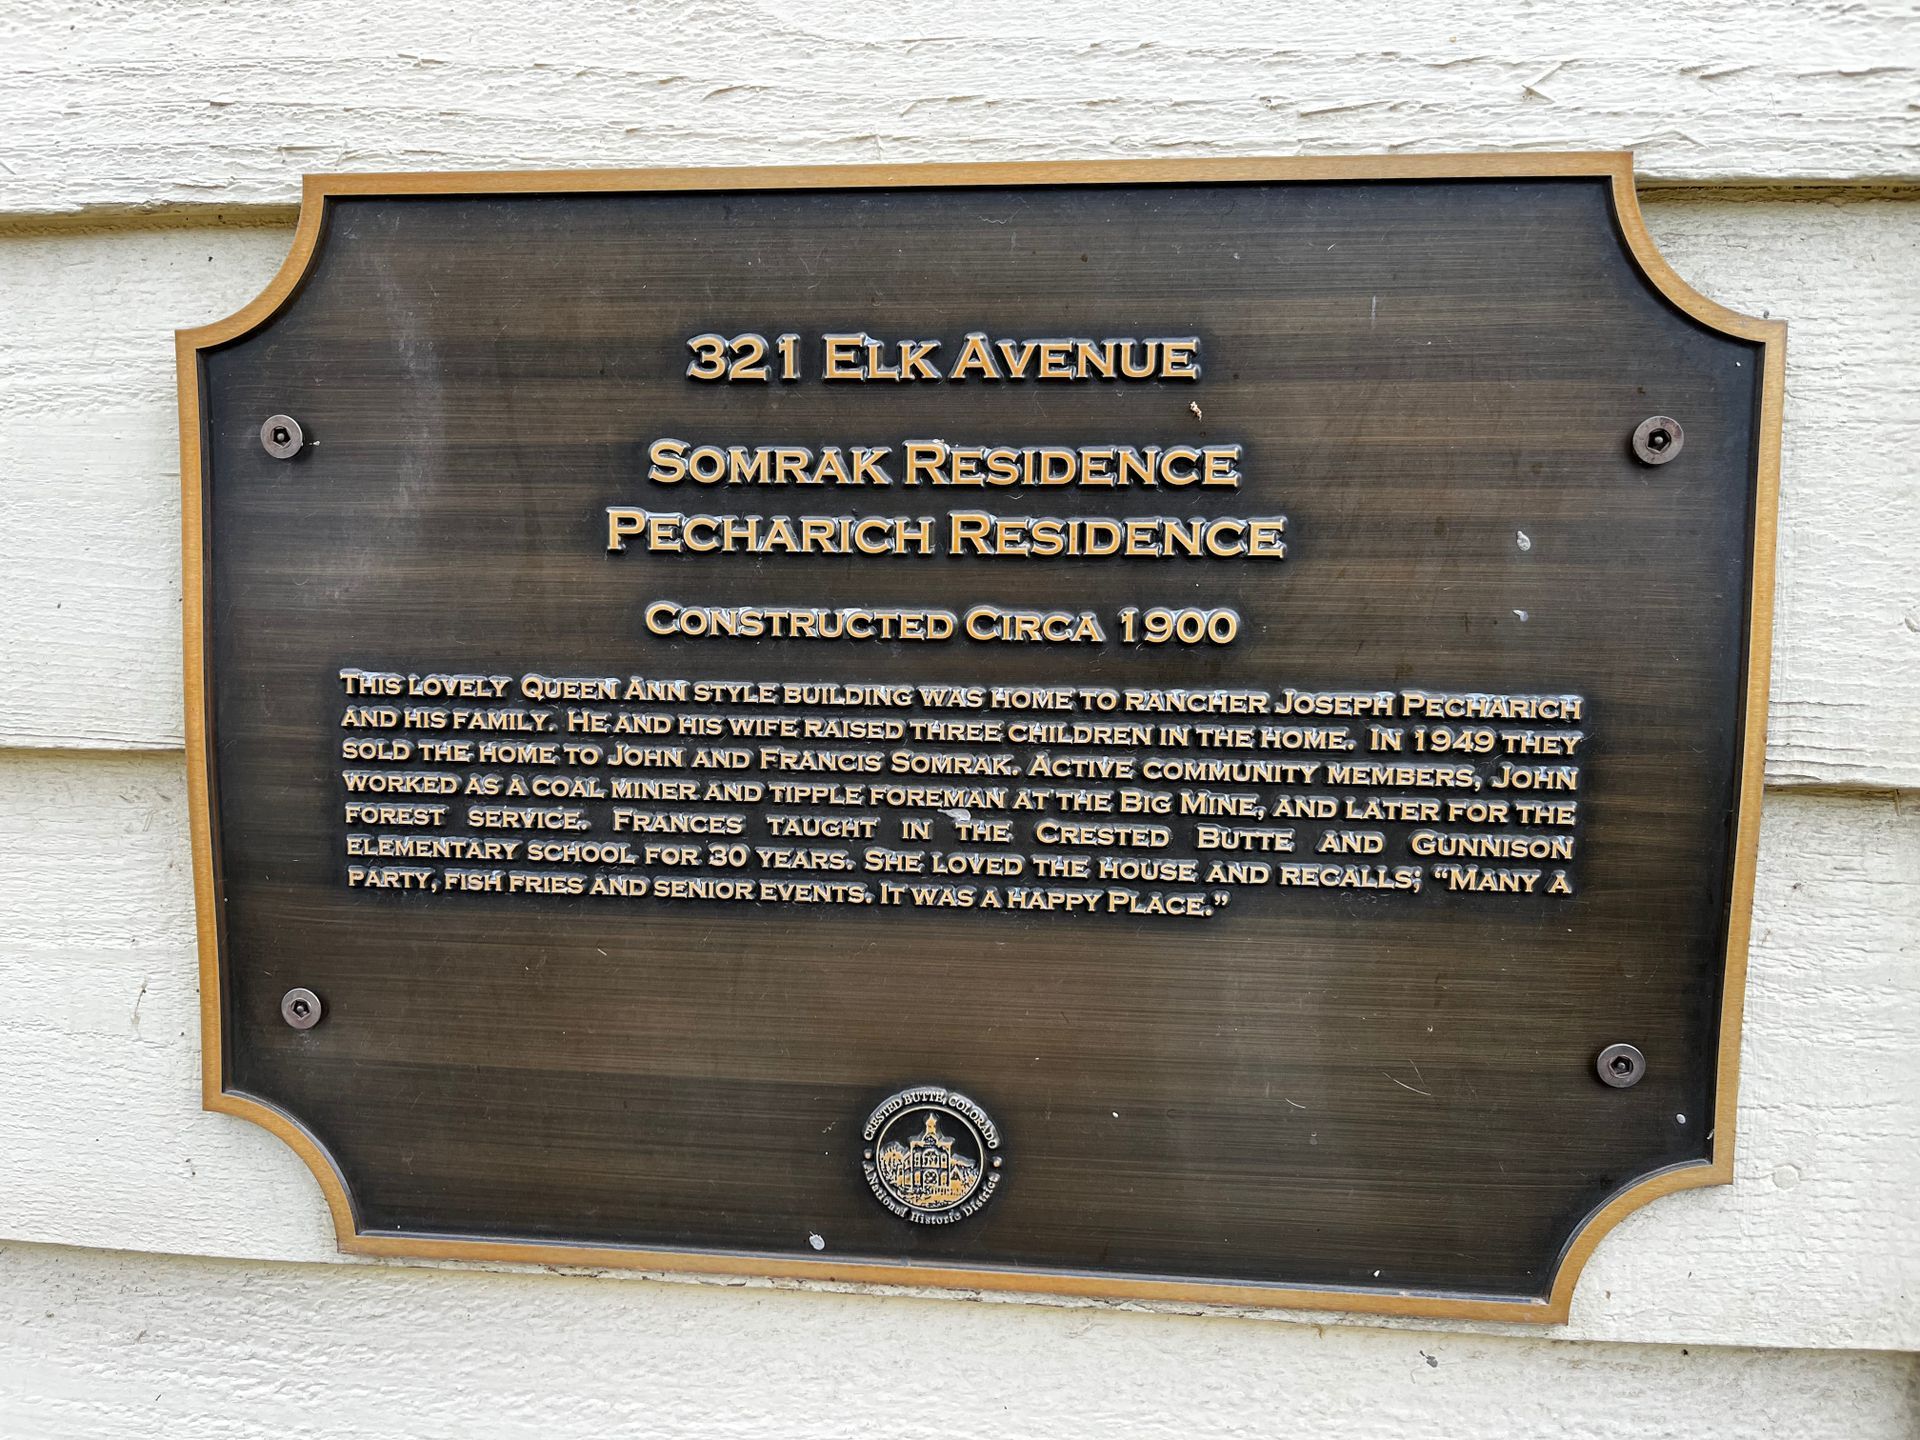 321 Elk Avenue
Somrak Residence
Pecharich Residence
Constructed Circa 1900
This lovely Queen Ann style building was home to rancher Joseph Pecharich
and his family. He and his wife raised three children in the home. In 1949 they
sold the home to John and Francis Somrak. Active community members, John
worked as a coal miner and tipple foreman at the Big Mine, and later for the
forest service. Frances taught in the Crested Butte and Gunnison
elementary school for 30 years. She loved the house and recalls; “Many a
party, fish fries and senior events. It was a happy Place.”
Crested Butte, Colorado
A National Historic District